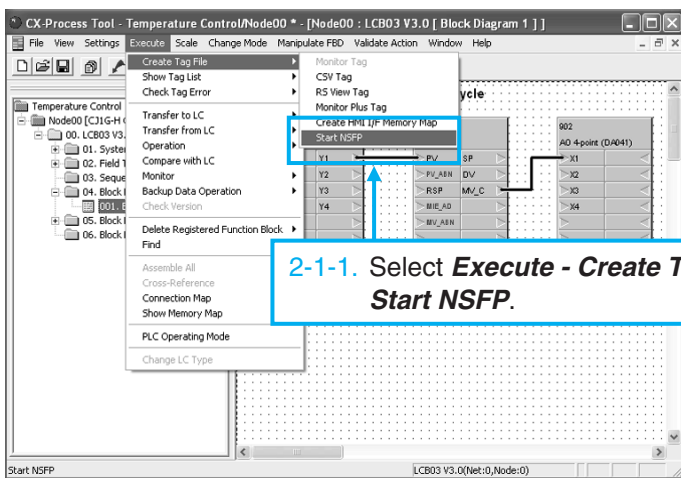 CX-Process Tool - Temperature Control/Node00 * - [Node00 : LCB03 V3.0 [ Block Diagram 1 ] ]
File View Settings Execute Scale Change Mode Manipulate FBD Validate Action Window Help
Create Tag File
Show Tag List
Check Tag Error
Transfer to LC
Transfer from LC
Operation
Compare with LC
Monitor
Backup Data Operation
Check Version
Delete Registered Function Block
Find
Assemble All
Cross-Reference
Connection Map
Show Memory Map
PLC Operating Mode
Change LC Type
Monitor Tag
CSV Tag
RS View Tag
Monitor Plus Tag
Create HMI I/F Memory Map
Start NSFP
Temperature Control
Node00 [CJ1G-H
00. LCB03 V3.
01. Syster
02. Field T
03. Seque
04. Block
001.
05. Block
06. Block
ycle
902
AO 4-point (DA041)
Y1 PV SP X1
Y2 PV_ABN DV X2
Y3 RSP MV_C X3
Y4 MIE_AD X4
MV_ABN
2-1-1. Select Execute - Create T
Start NSFP.
Start NSFP LCB03 V3.0(Net:0,Node:0)